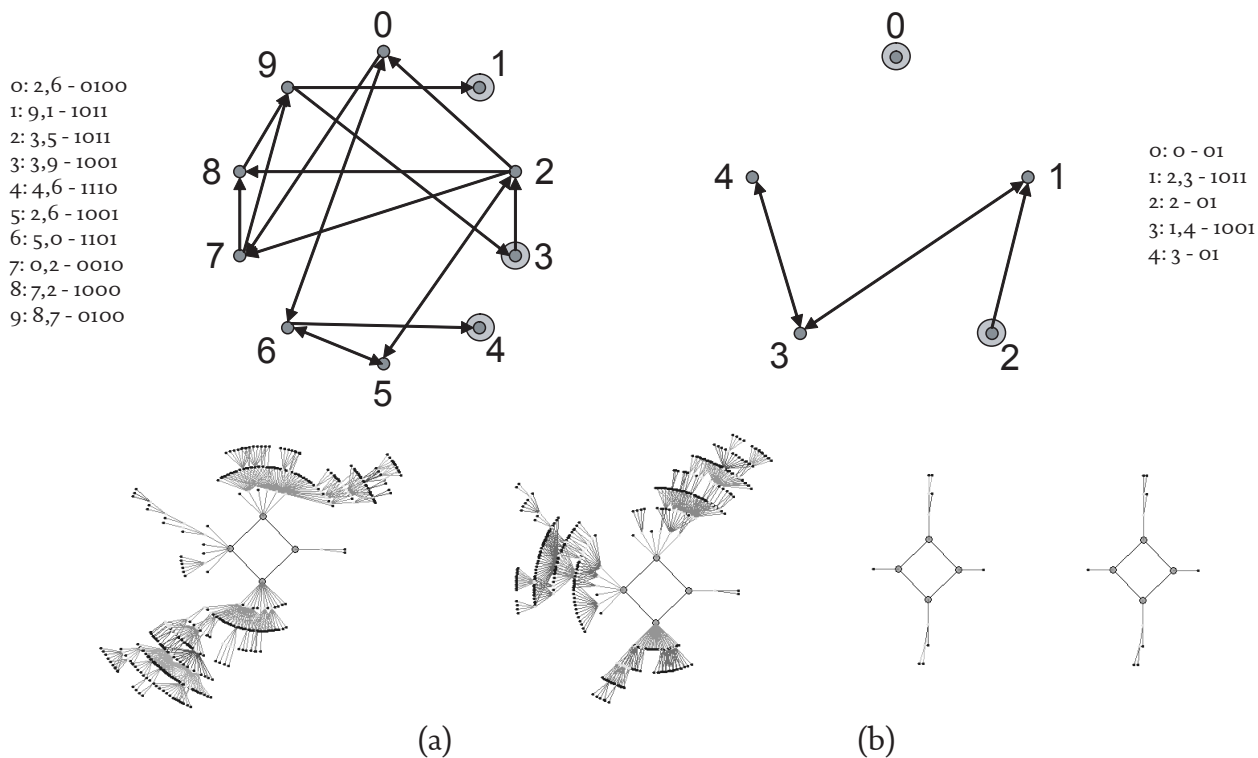 0: 2,6 - 0100
1: 9,1 - 1011
2: 3,5 - 1011
3: 3,9 - 1001
4: 4,6 - 1110
5: 2,6 - 1001
6: 5,0 - 1101
7: 0,2 - 0010
8: 7,2 - 1000
9: 8,7 - 0100
0
9
1
8
2
7
3
6
4
5
0
4
1
3
2
0: 0 - 01
1: 2,3 - 1011
2: 2 - 01
3: 1,4 - 1001
4: 3 - 01
(a)
(b)